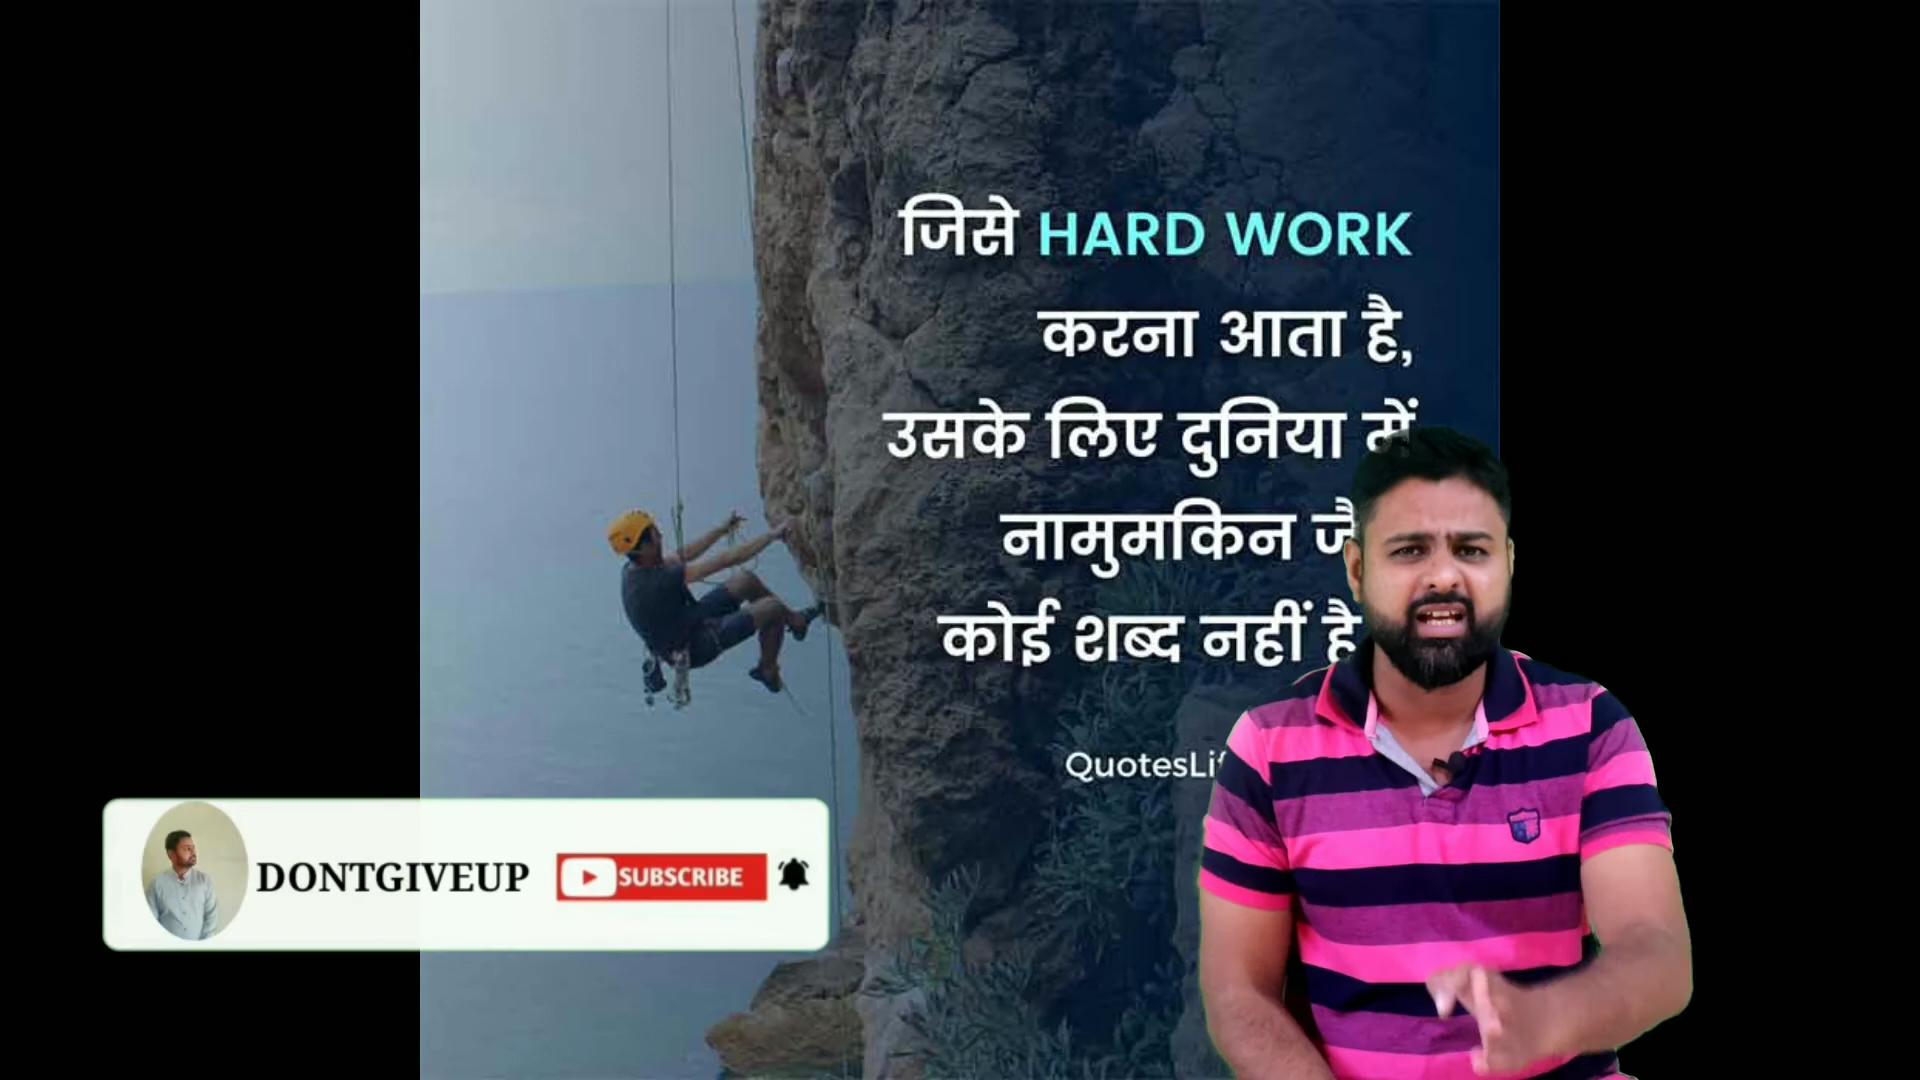 जिसे HARD WORK
करना आता है,
उसके लिए दुनिया में
नामुमकिन
कोई शब्द नहीं है
DONTGIVEUP
SUBSCRIBE